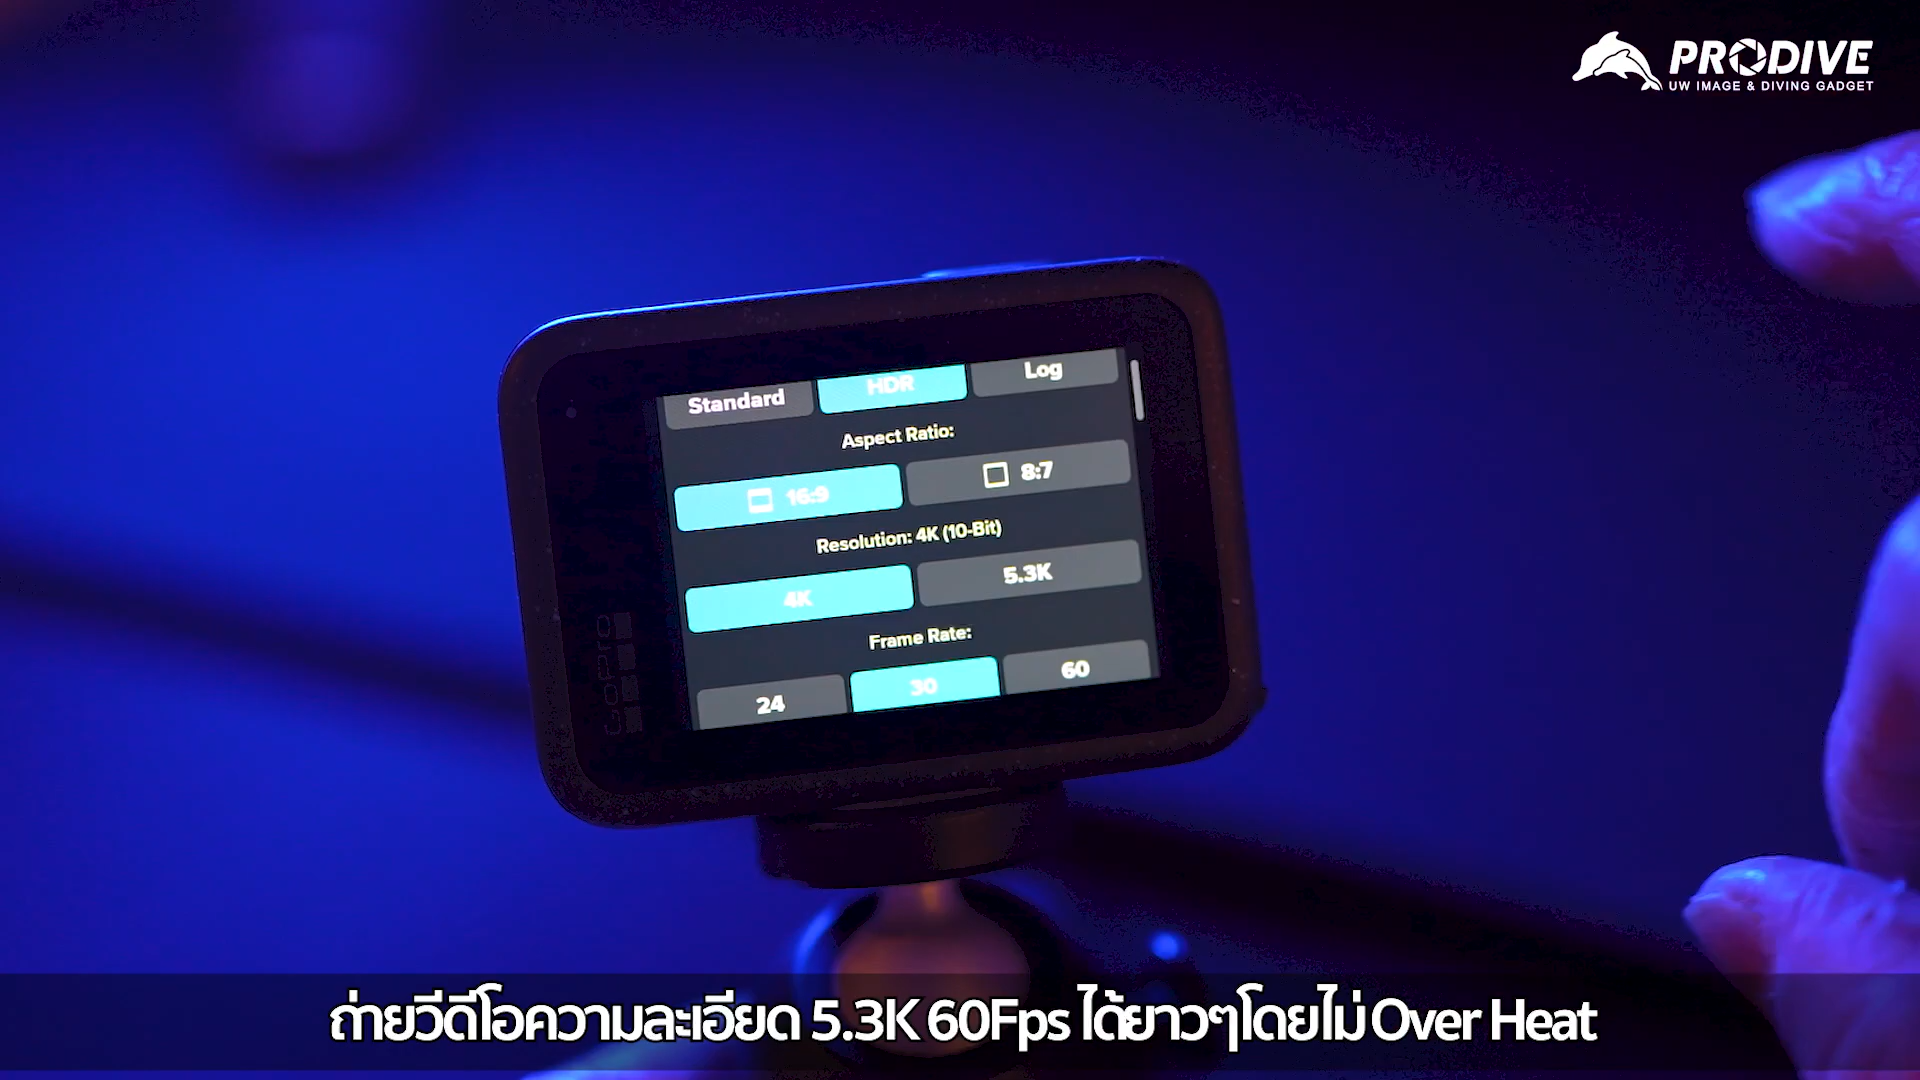 PRODIVE
UW IMAGE & DIVING GADGET
Standard HDR Log
Aspect Ratio:
16:9 8:7
Resolution: 4K (10-Bit)
4K 5.3K
Frame Rate:
24 30 60
GoPro
ถ่ายวีดีโอความละเอียด 5.3K 60Fps ได้ยาวๆโดยไม่ Over Heat